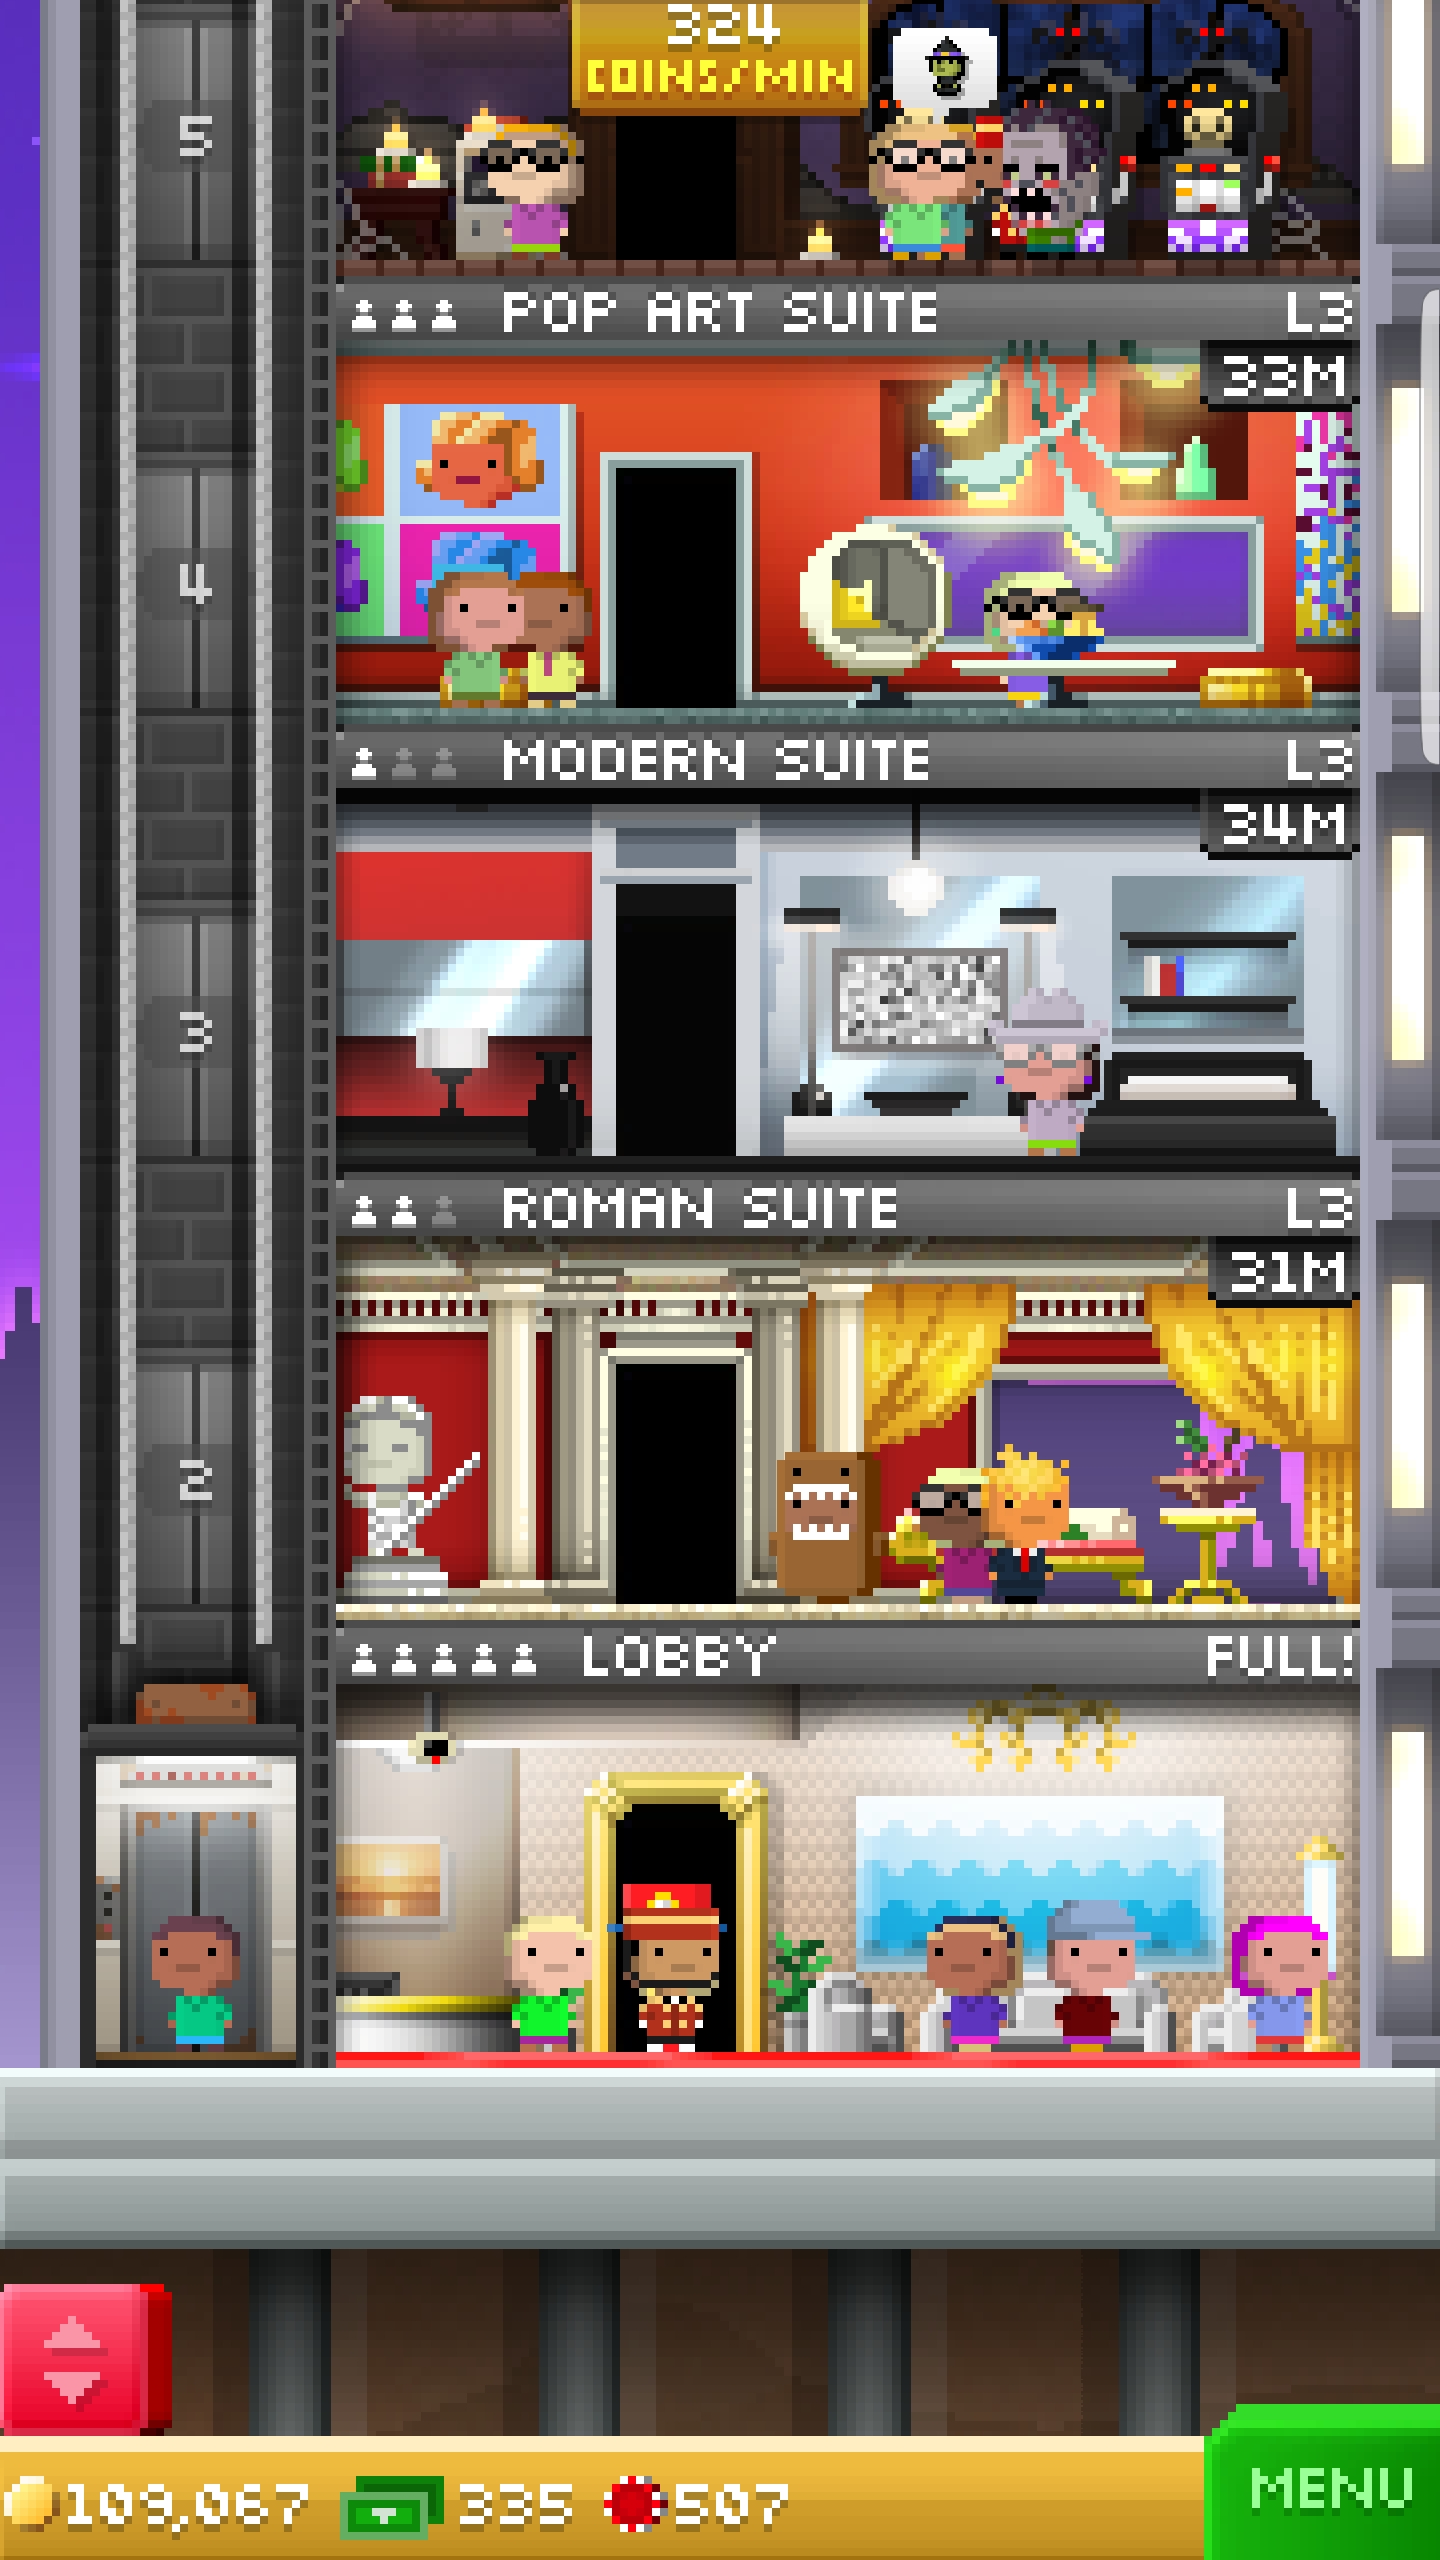 324
COINS/MIN
5
POP ART SUITE L3
33M
4
MODERN SUITE L3
34M
3
ROMAN SUITE L3
31M
2
LOBBY FULL!
109,067 335 507
MENU